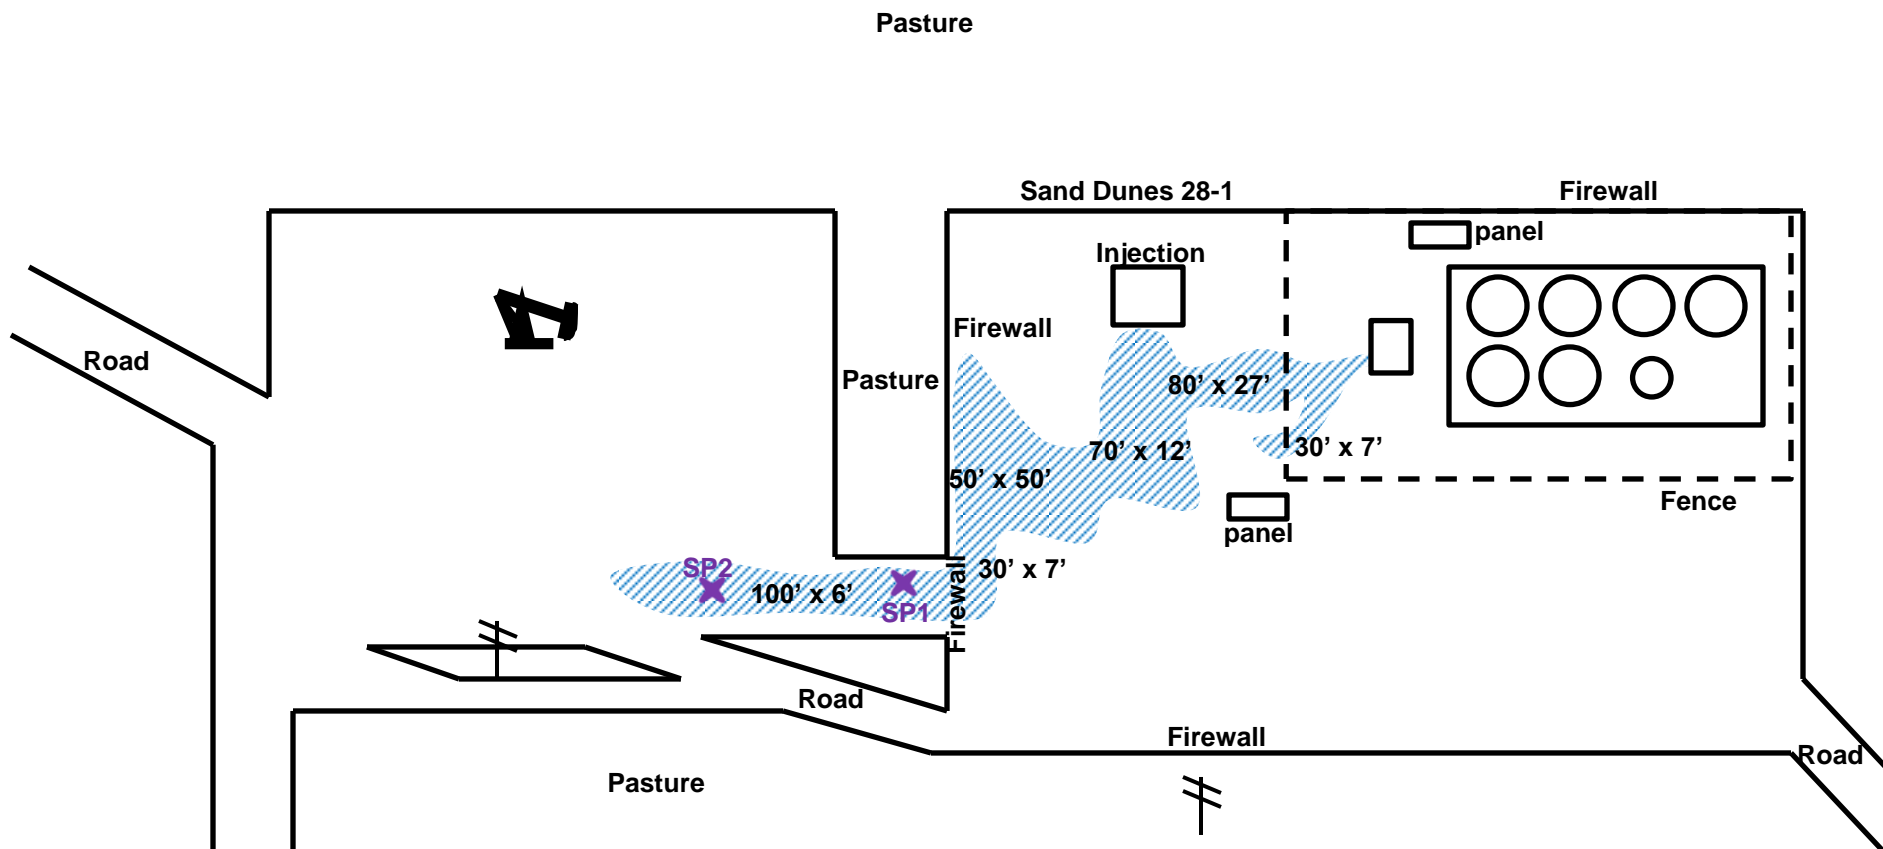 Pasture
Sand Dunes 28-1
Firewall
panel
Injection
Firewall
Road
Pasture
80’ x 27’
70’ x 12’
30’ x 7’
50’ x 50’
Fence
panel
SP2
100’ x 6’
SP1
Firewall
30’ x 7’
Road
Firewall
Road
Pasture